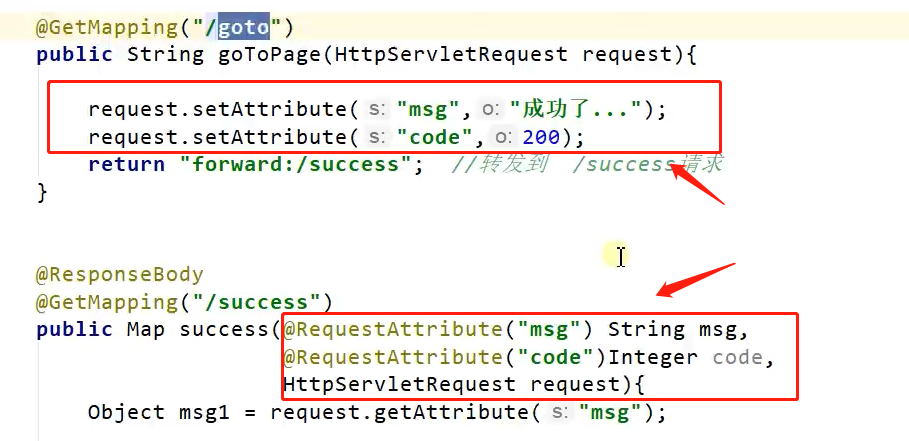 @GetMapping("/goto")
public String goToPage(HttpServletRequest request){
request.setAttribute( s: "msg", o: "成功了...");
request.setAttribute( s: "code", o: 200);
return "forward:/success"; //转发到 /success请求
}
@ResponseBody
@GetMapping("/success")
public Map success(@RequestAttribute("msg") String msg,
@RequestAttribute("code")Integer code,
HttpServletRequest request){
Object msg1 = request.getAttribute( s: "msg");